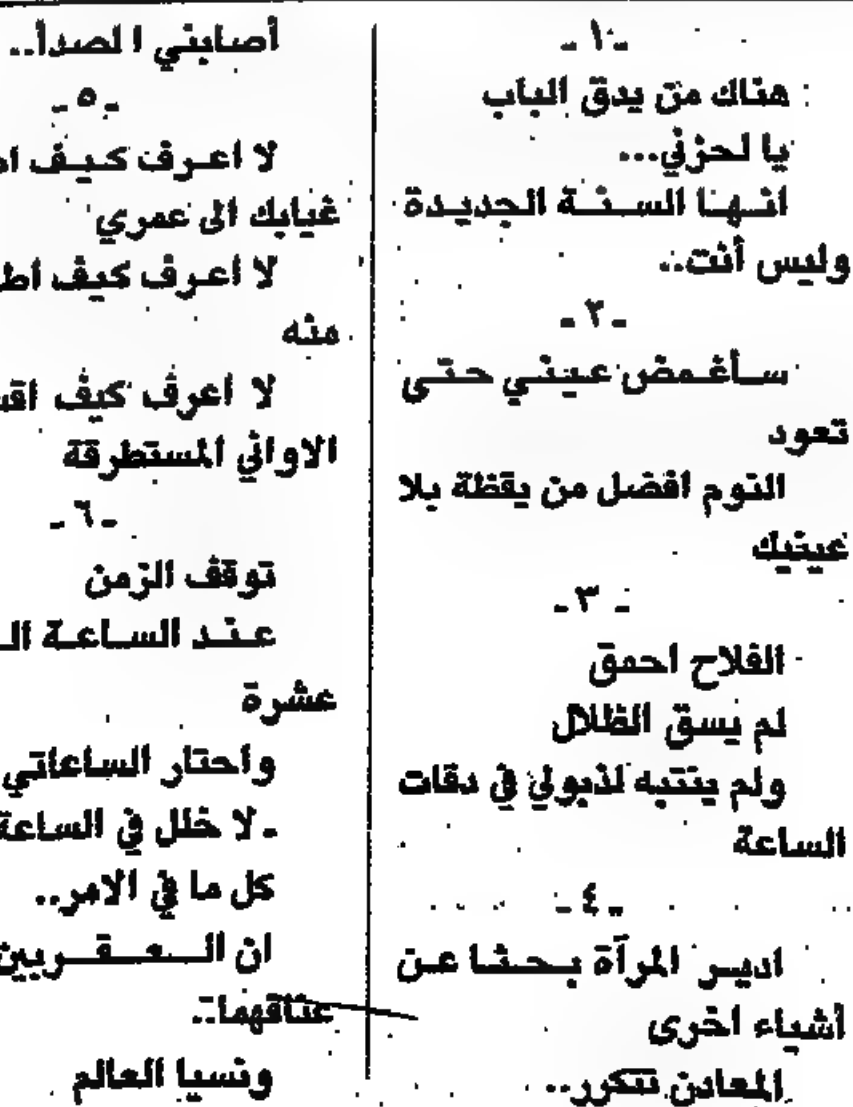 -١-
هناك من يدق الباب
يا لحزني...
انها السنة الجديدة
وليس أنت..
-٢-
سأغمض عيني حتى
تعود
النوم افضل من يقظة بلا
عينيك
-٣-
الفلاح احمق
لم يسق الظلال
ولم ينتبه لذبولي في دقات
الساعة
-٤-
ادير المرآة بحثا عن
أشياء اخرى
المعادن تتكرر..
أصابني الصدأ..
-٥-
لا اعرف كيف
غيابك الى عمري
لا اعرف كيف
منه
لا اعرف كيف
الاواني المستطرقة
-٦-
توقف الزمن
عند الساعة
عشرة
واحتار الساعاتي
- لا خلل في الساعة
كل ما في الامر..
ان العقربين
عناقهما..
ونسيا العالم